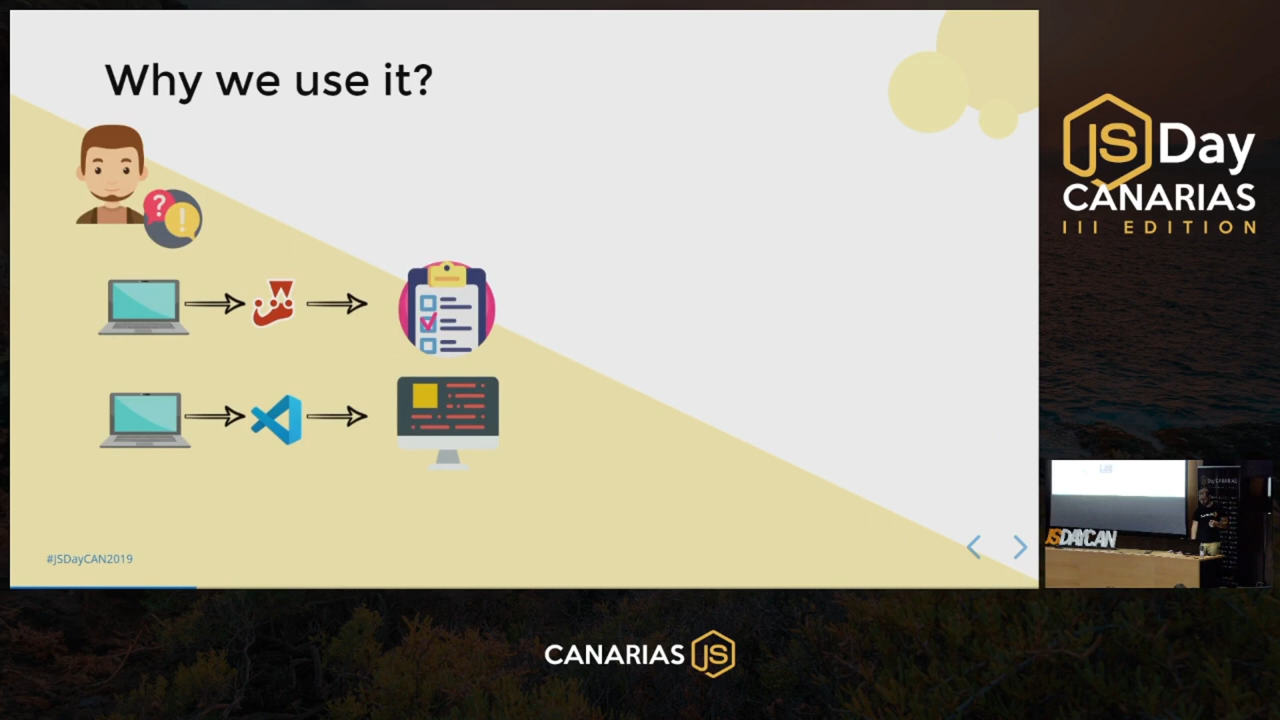 Why we use it?
?
!
#JSDayCAN2019
JS Day
CANARIAS
III EDITION
JSDAYCAN
CANARIAS JS